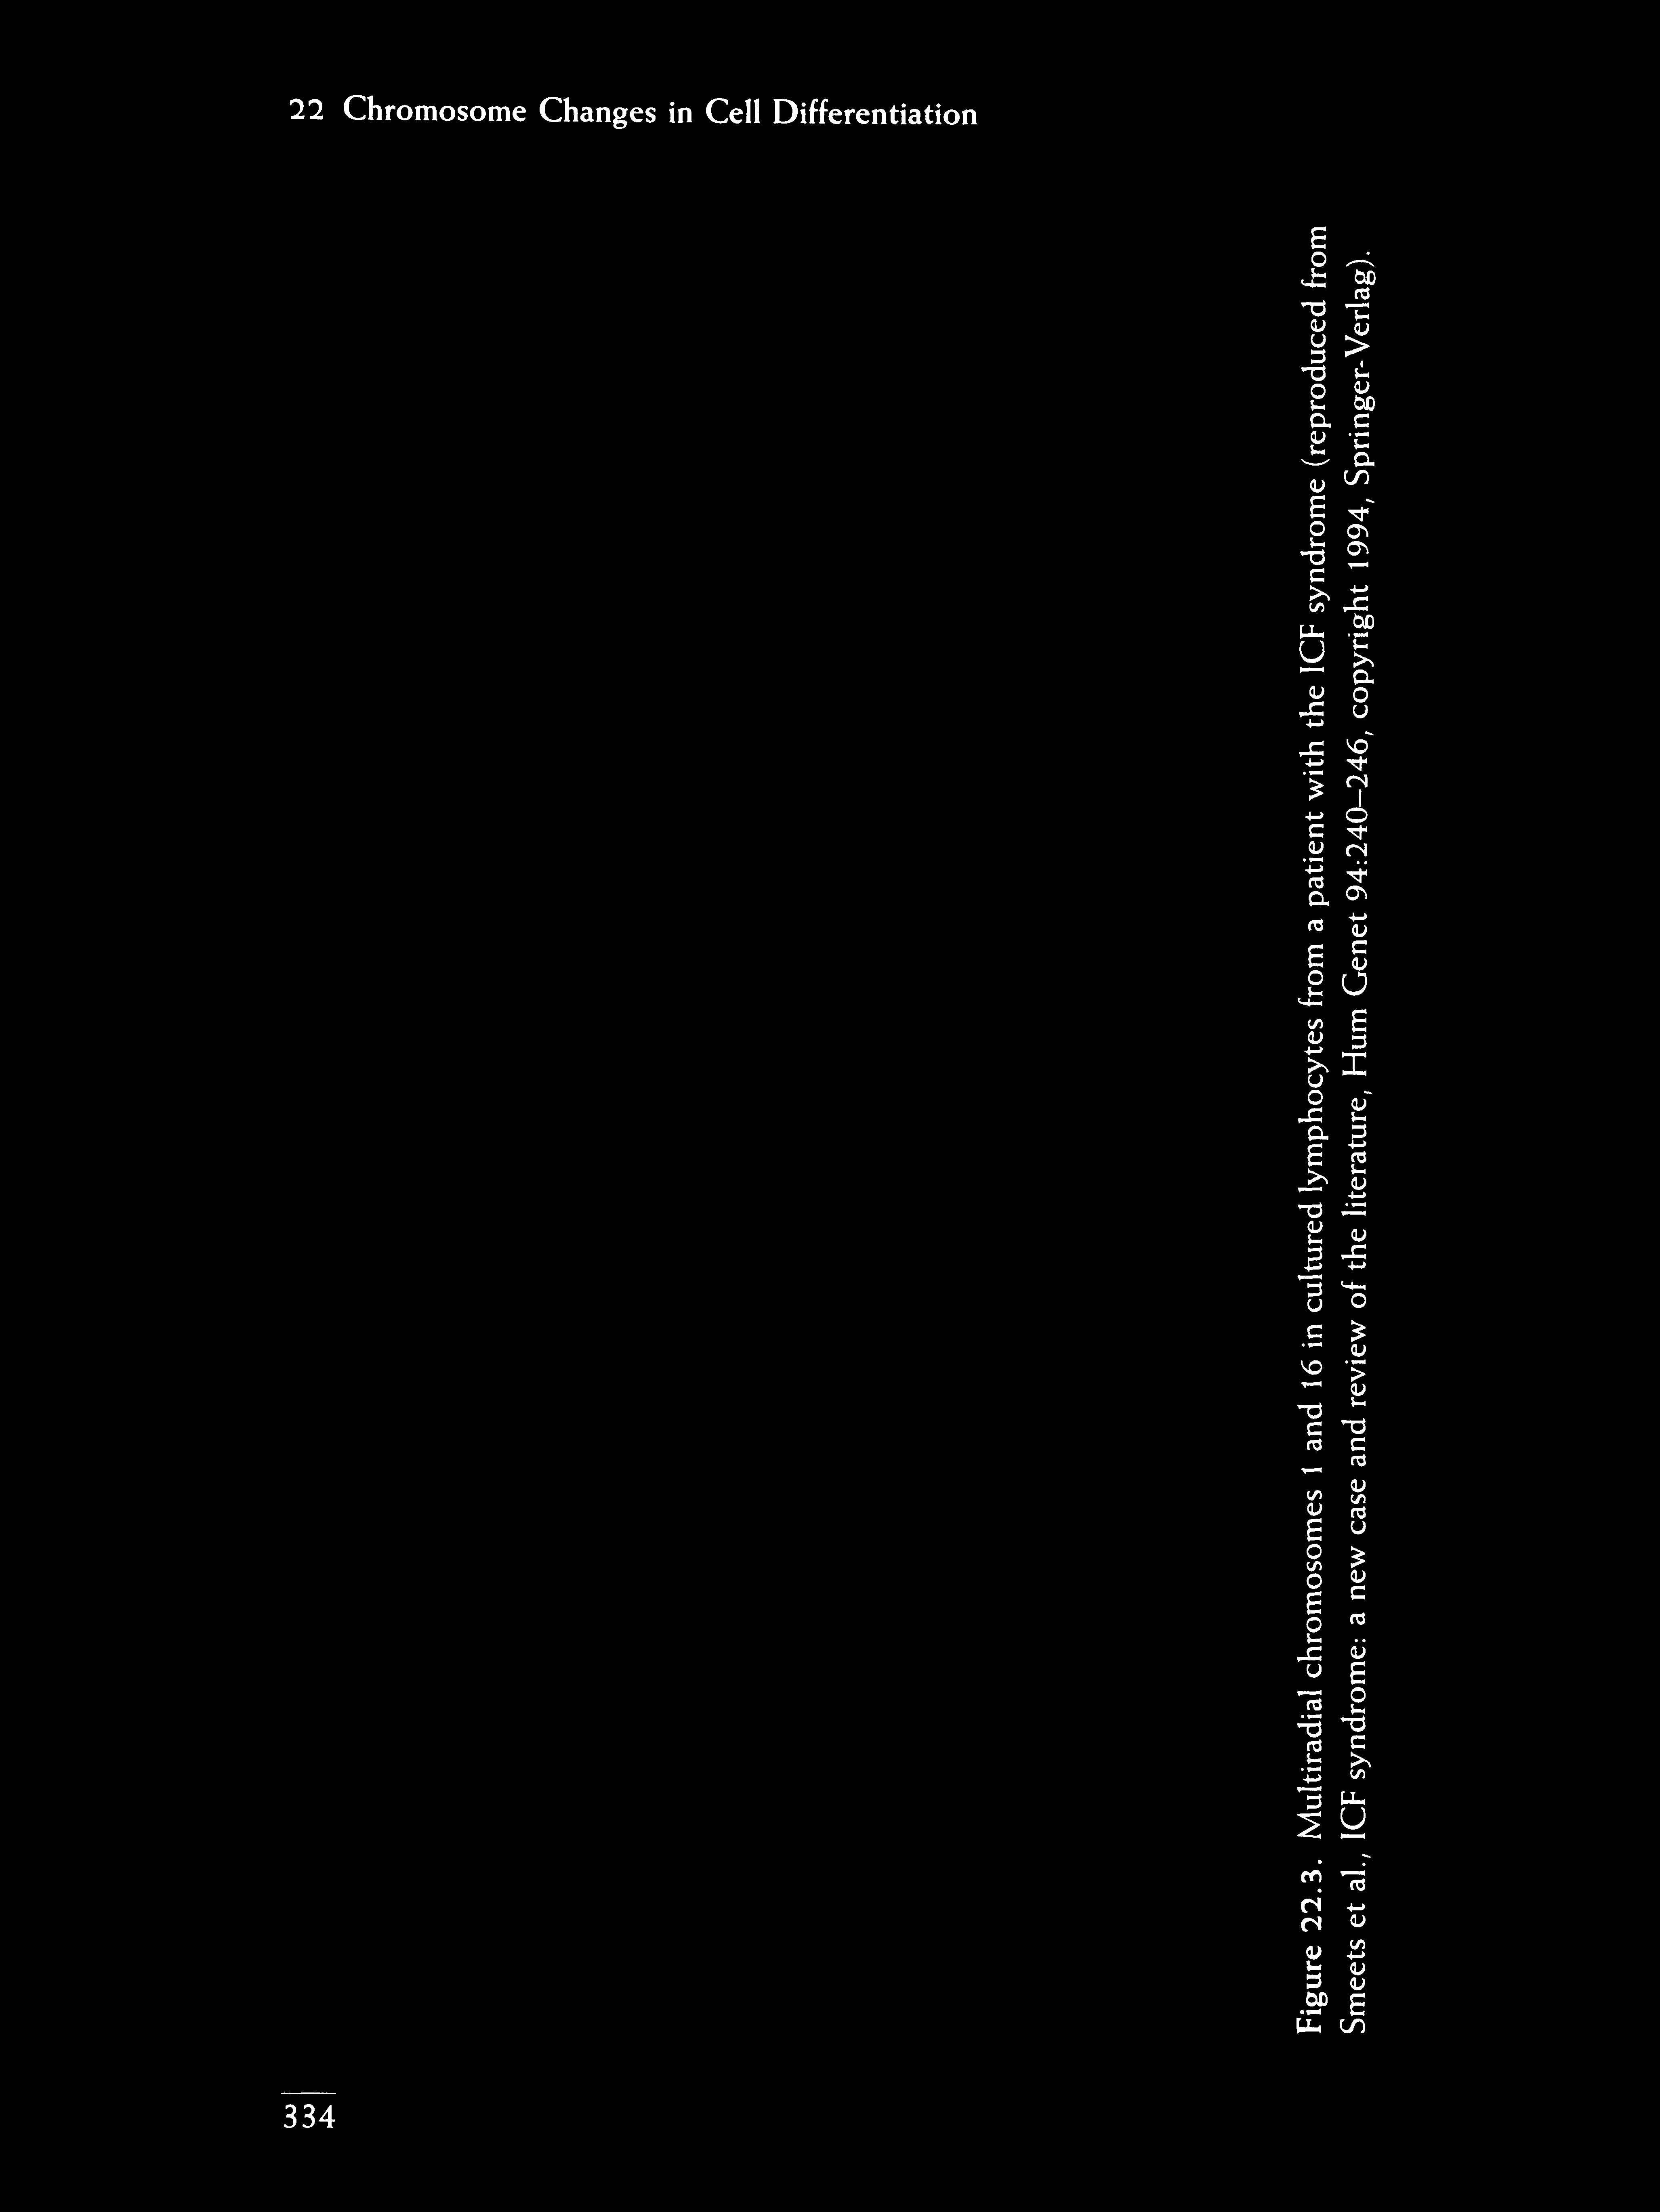 22 Chromosome Changes in Cell Differentiation
Figure 22.3. Multiradial chromosomes 1 and 16 in cultured lymphocytes from a patient with the ICF syndrome (reproduced from
Smeets et al., ICF syndrome: a new case and review of the literature, Hum Genet 94:240–246, copyright 1994, Springer-Verlag).
334